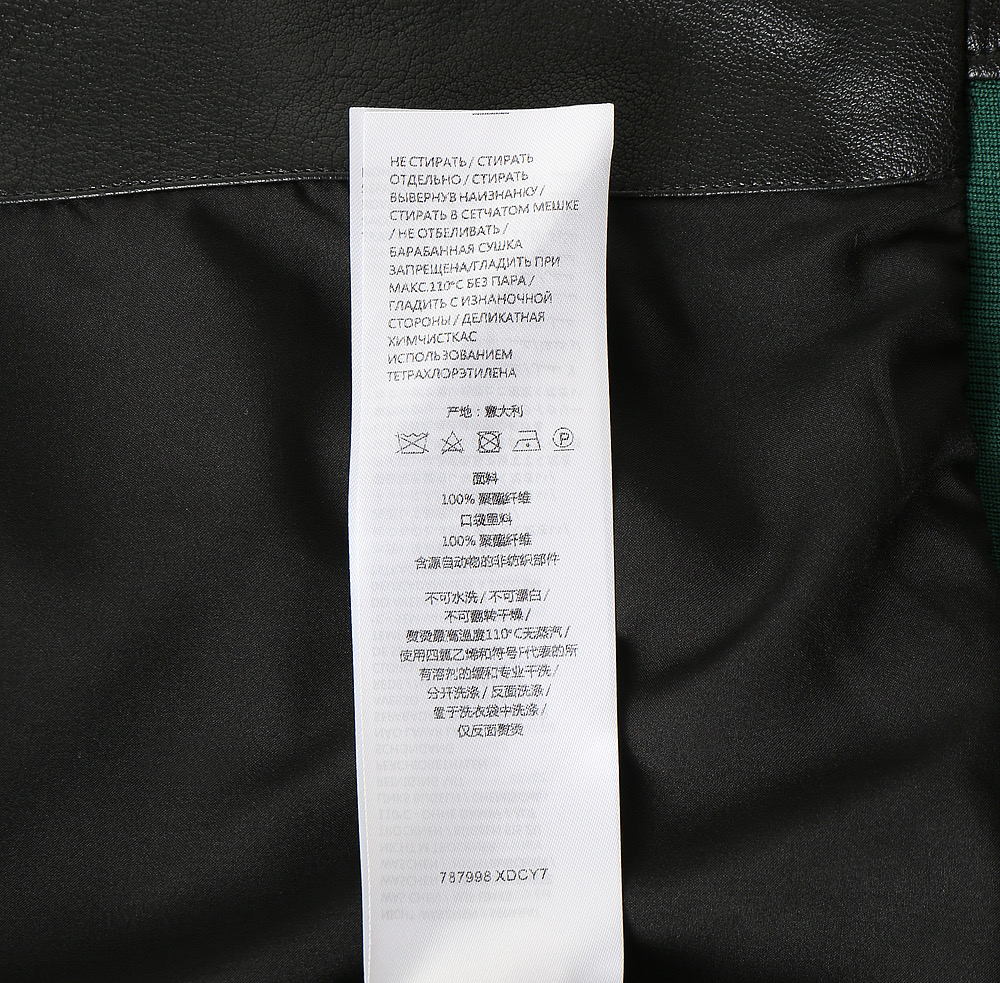 НЕ СТИРАТЬ / СТИРАТЬ
ОТДЕЛЬНО / СТИРАТЬ
ВЫВЕРНУВ НАИЗНАНКУ /
СТИРАТЬ В СЕТЧАТОМ МЕШКЕ
/ НЕ ОТБЕЛИВАТЬ /
БАРАБАННАЯ СУШКА
ЗАПРЕЩЕНА/ГЛАДИТЬ ПРИ
МАКС.110°C БЕЗ ПАРА /
ГЛАДИТЬ С ИЗНАНОЧНОЙ
СТОРОНЫ / ДЕЛИКАТНАЯ
ХИМЧИСТКАС
ИСПОЛЬЗОВАНИЕМ
ТЕТРАХЛОРЭТИЛЕНА
产地：意大利
P
面料
100% 聚酯纤维
口袋里料
100% 聚酯纤维
含源自动物的非纺织部件
不可水洗 / 不可漂白 /
不可翻转干燥 /
熨烫最高温度110°C无蒸汽 /
使用四氯乙烯和符号F代表的所
有溶剂的缓和专业干洗 /
分开洗涤 / 反面洗涤 /
置于洗衣袋中洗涤 /
仅反面熨烫
787998 XDCY7